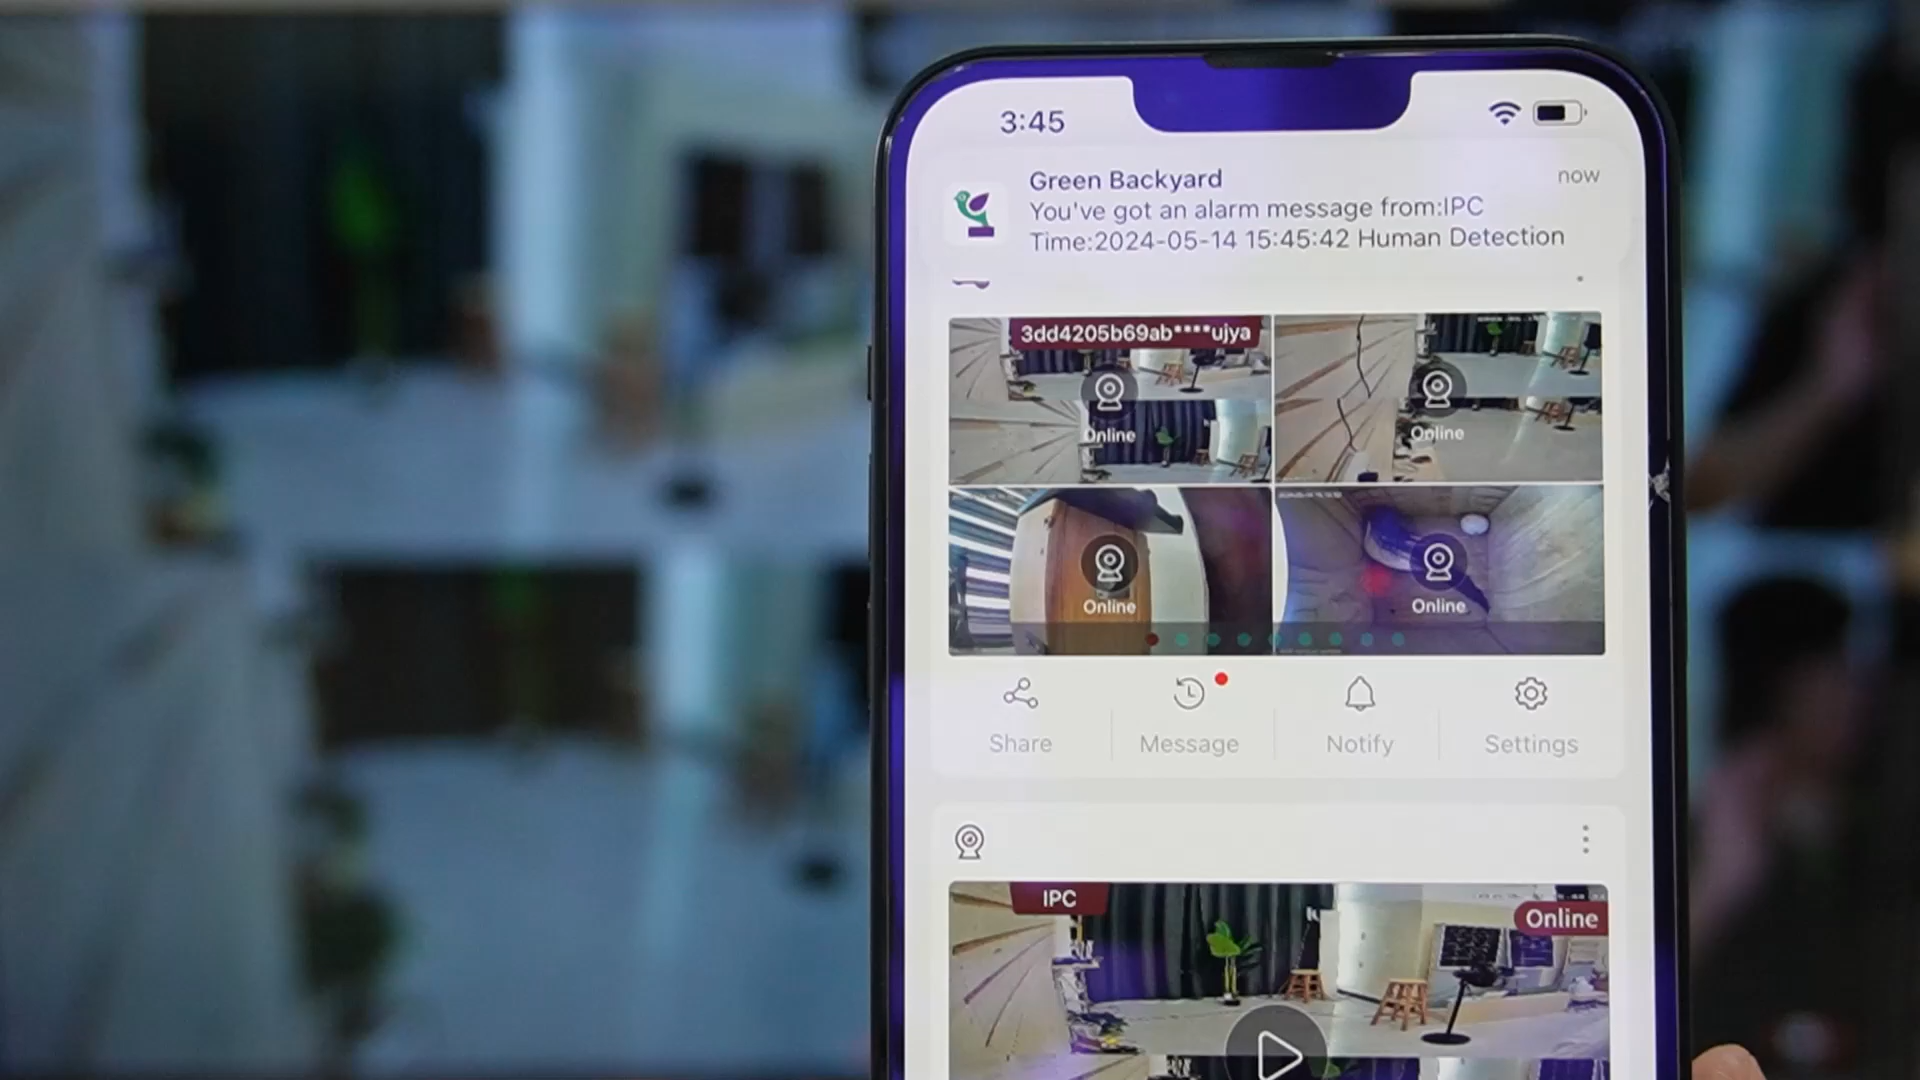 3:45
Green Backyard
now
You've got an alarm message from:IPC
Time:2024-05-14 15:45:42 Human Detection
3dd4205b69ab****ujya
Online
Online
Online
Online
Share
Message
Notify
Settings
IPC
Online